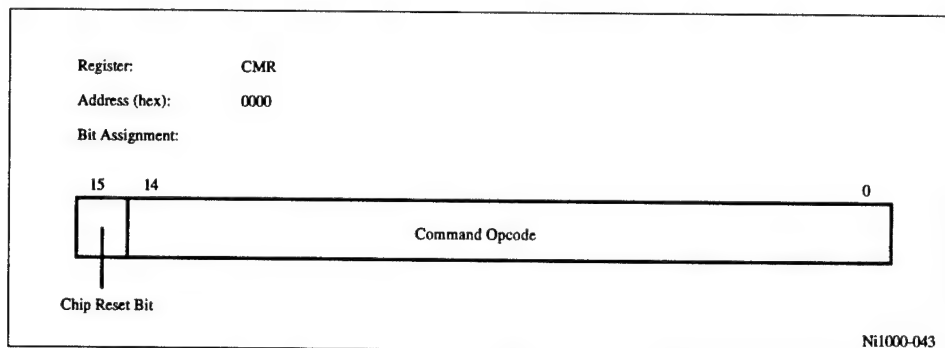 Register: CMR
Address (hex): 0000
Bit Assignment:
15 14 0
Command Opcode
Chip Reset Bit
Ni1000-043